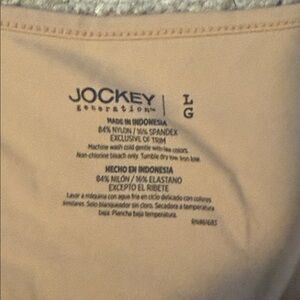 JOCKEY
generation™
L
G
MADE IN INDONESIA
84% NYLON / 16% SPANDEX
EXCLUSIVE OF TRIM
Machine wash cold gentle with like colors.
Non-chlorine bleach only. Tumble dry low. Iron low.
HECHO EN INDONESIA
84% NILÓN / 16% ELASTANO
EXCEPTO EL RIBETE
Lavar a máquina con agua fría en ciclo delicado con colores
similares. Solo blanqueador sin cloro. Secadora a temperatura
baja. Plancha baja temperatura.